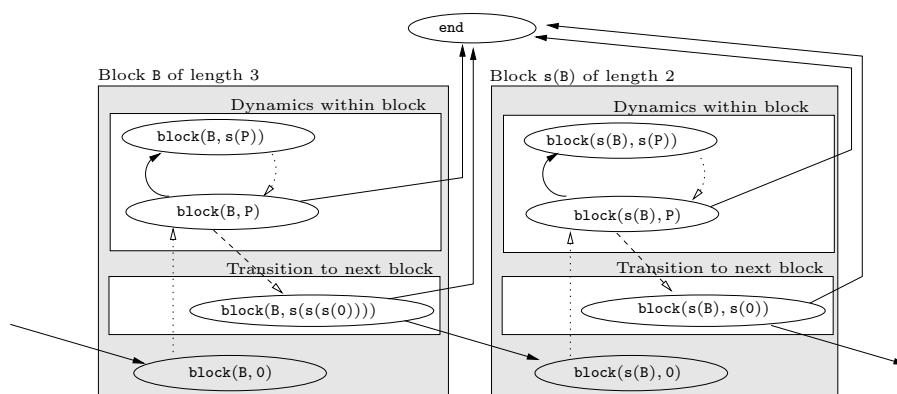 end
Block B of length 3
Dynamics within block
block(B, s(P))
block(B, P)
Transition to next block
block(B, s(s(s(0))))
block(B, 0)
Block s(B) of length 2
Dynamics within block
block(s(B), s(P))
block(s(B), P)
Transition to next block
block(s(B), s(0))
block(s(B), 0)